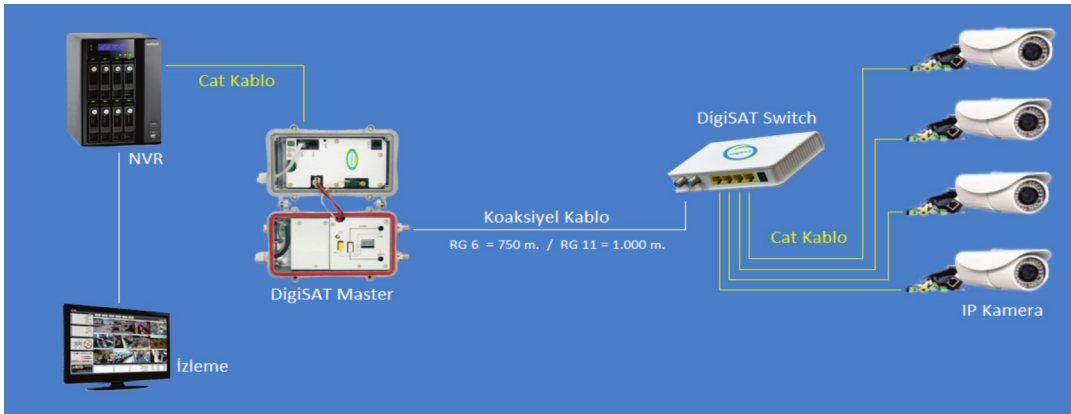 NVR
Cat Kablo
DigiSAT Master
İzleme
Koaksiyel Kablo
RG 6 = 750 m. / RG 11 = 1.000 m.
DigiSAT Switch
Cat Kablo
IP Kamera